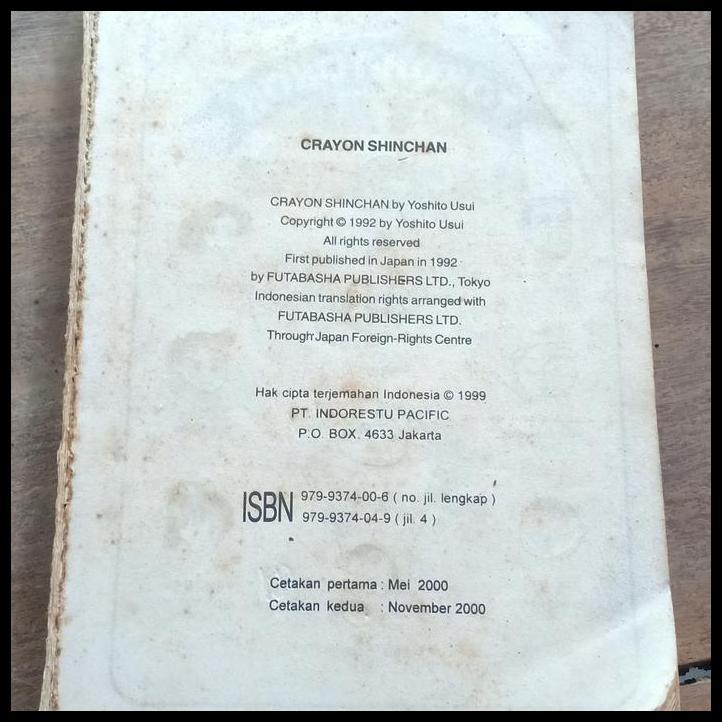 CRAYON SHINCHAN
CRAYON SHINCHAN by Yoshito Usui
Copyright © 1992 by Yoshito Usui
All rights reserved
First published in Japan in 1992
by FUTABASHA PUBLISHERS LTD., Tokyo
Indonesian translation rights arranged with
FUTABASHA PUBLISHERS LTD.
Through Japan Foreign-Rights Centre
Hak cipta terjemahan Indonesia © 1999
PT. INDORESTU PACIFIC
P.O. BOX. 4633 Jakarta
ISBN 979-9374-00-6 ( no. jil. lengkap )
979-9374-04-9 ( jil. 4 )
Cetakan pertama : Mei 2000
Cetakan kedua : November 2000